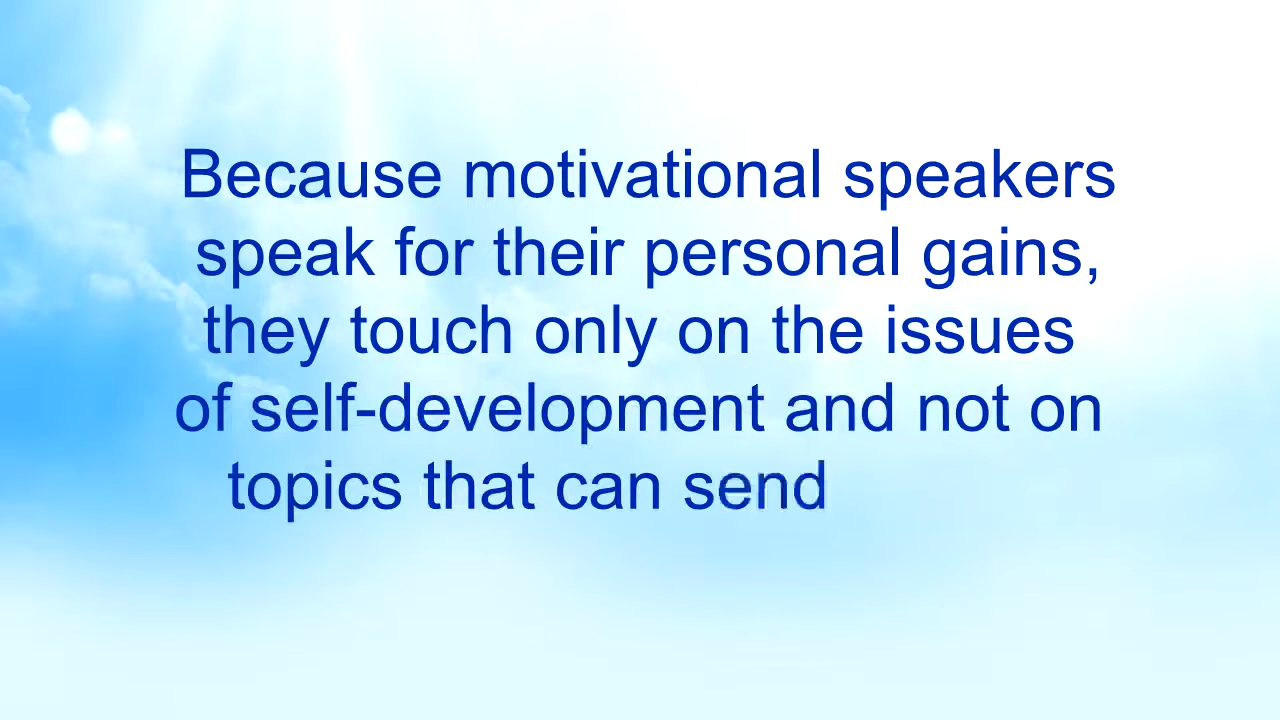 Because motivational speakers
speak for their personal gains,
they touch only on the issues
of self-development and not on
topics that can send